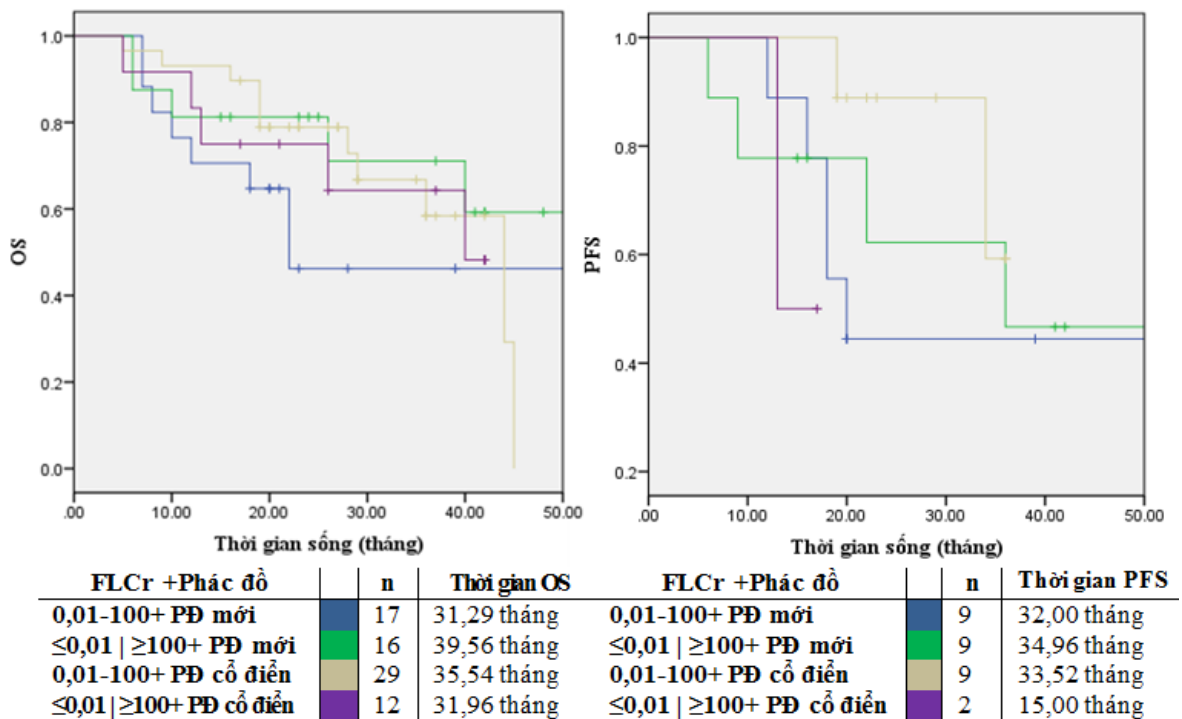 1.0
0.8
0.6
0.4
0.2
0.0
OS
.00 10.00 20.00 30.00 40.00 50.00
Thời gian sống (tháng)
1.0
0.8
0.6
0.4
0.2
PFS
.00 10.00 20.00 30.00 40.00 50.00
Thời gian sống (tháng)
FLCr +Phác đồ n Thời gian OS FLCr +Phác đồ n Thời gian PFS
0,01-100+ PĐ mới 17 31,29 tháng 0,01-100+ PĐ mới 9 32,00 tháng
≤0,01 | ≥100+ PĐ mới 16 39,56 tháng ≤0,01 | ≥100+ PĐ mới 9 34,96 tháng
0,01-100+ PĐ cổ điển 29 35,54 tháng 0,01-100+ PĐ cổ điển 9 33,52 tháng
≤0,01 | ≥100+ PĐ cổ điển 12 31,96 tháng ≤0,01 | ≥100+ PĐ cổ điển 2 15,00 tháng